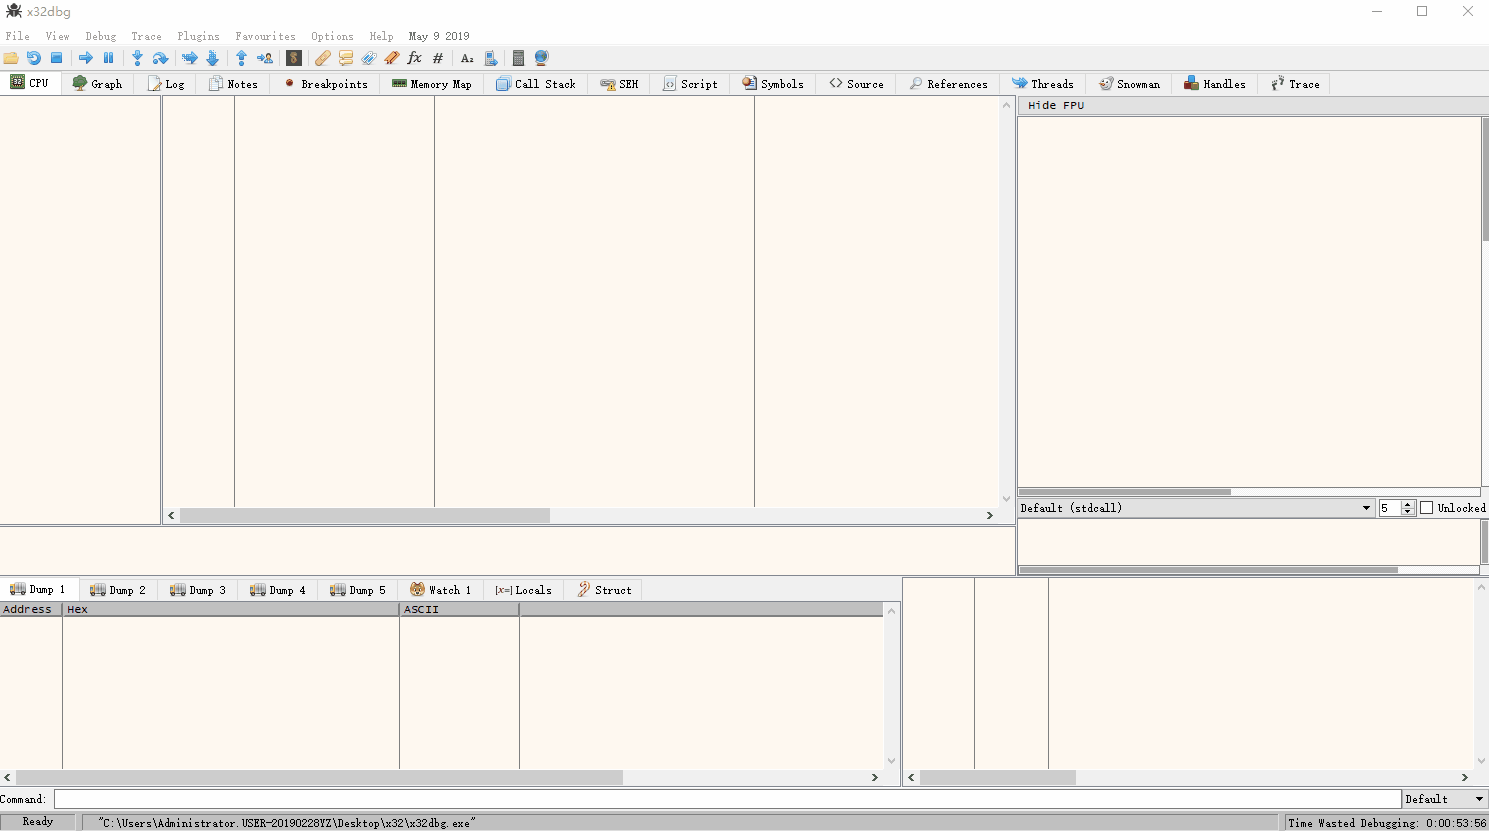 x32dbg
File View Debug Trace Plugins Favourites Options Help May 9 2019
CPU Graph Log Notes Breakpoints Memory Map Call Stack SEH Script Symbols Source References Threads Snowman Handles Trace
Hide FPU
Default (stdcall) 5 Unlocked
Dump 1 Dump 2 Dump 3 Dump 4 Dump 5 Watch 1 [x=] Locals Struct
Address Hex ASCII
Command: Default
Ready "C:\Users\Administrator.USER-20190228YZ\Desktop\x32\x32dbg.exe" Time Wasted Debugging: 0:00:53:56